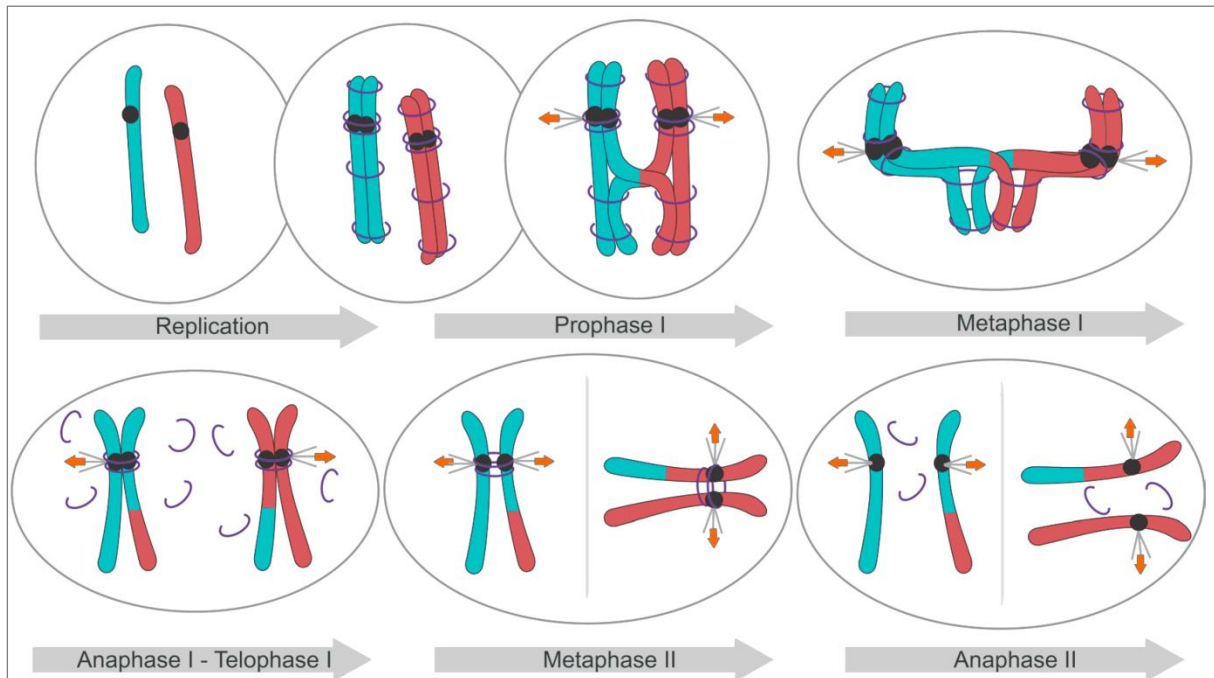 Replication
Prophase I
Metaphase I
Anaphase I - Telophase I
Metaphase II
Anaphase II